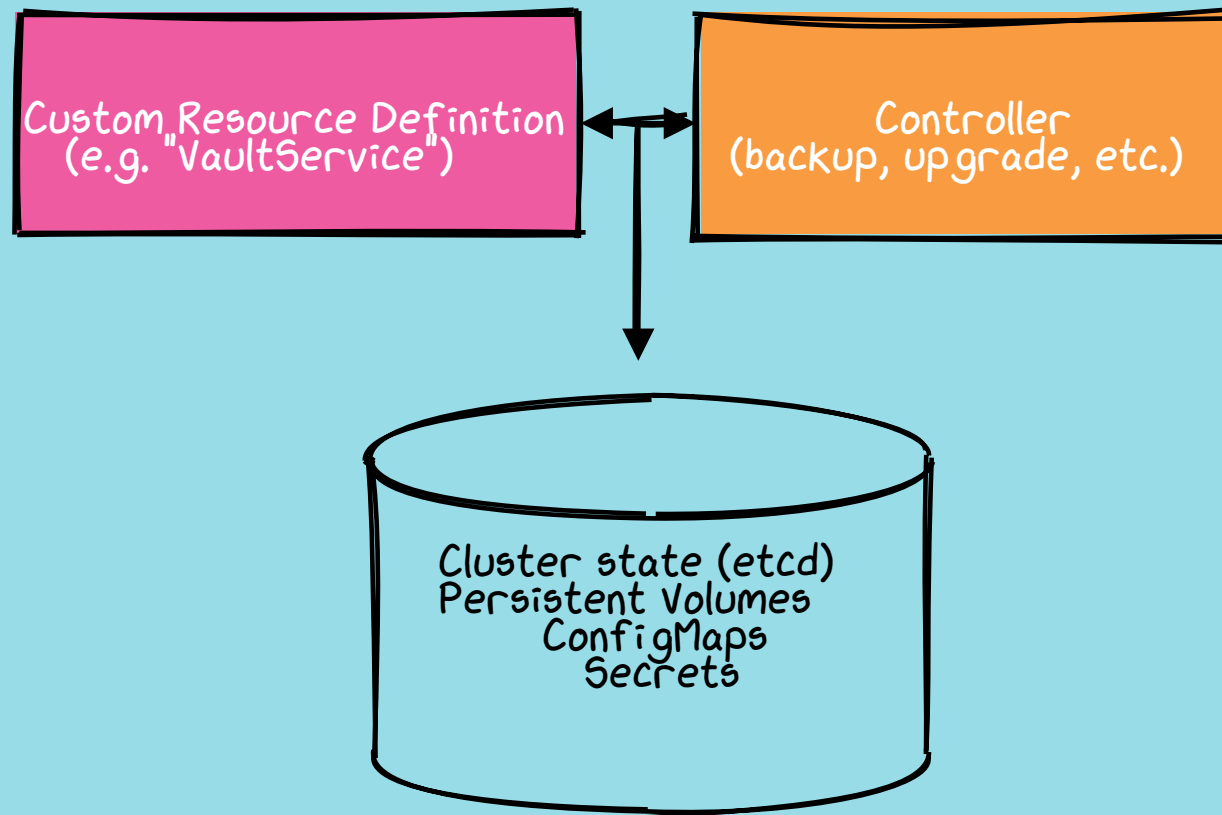 Custom Resource Definition
(e.g. "VaultService")
Controller
(backup, upgrade, etc.)
Cluster state (etcd)
Persistent Volumes
ConfigMaps
Secrets